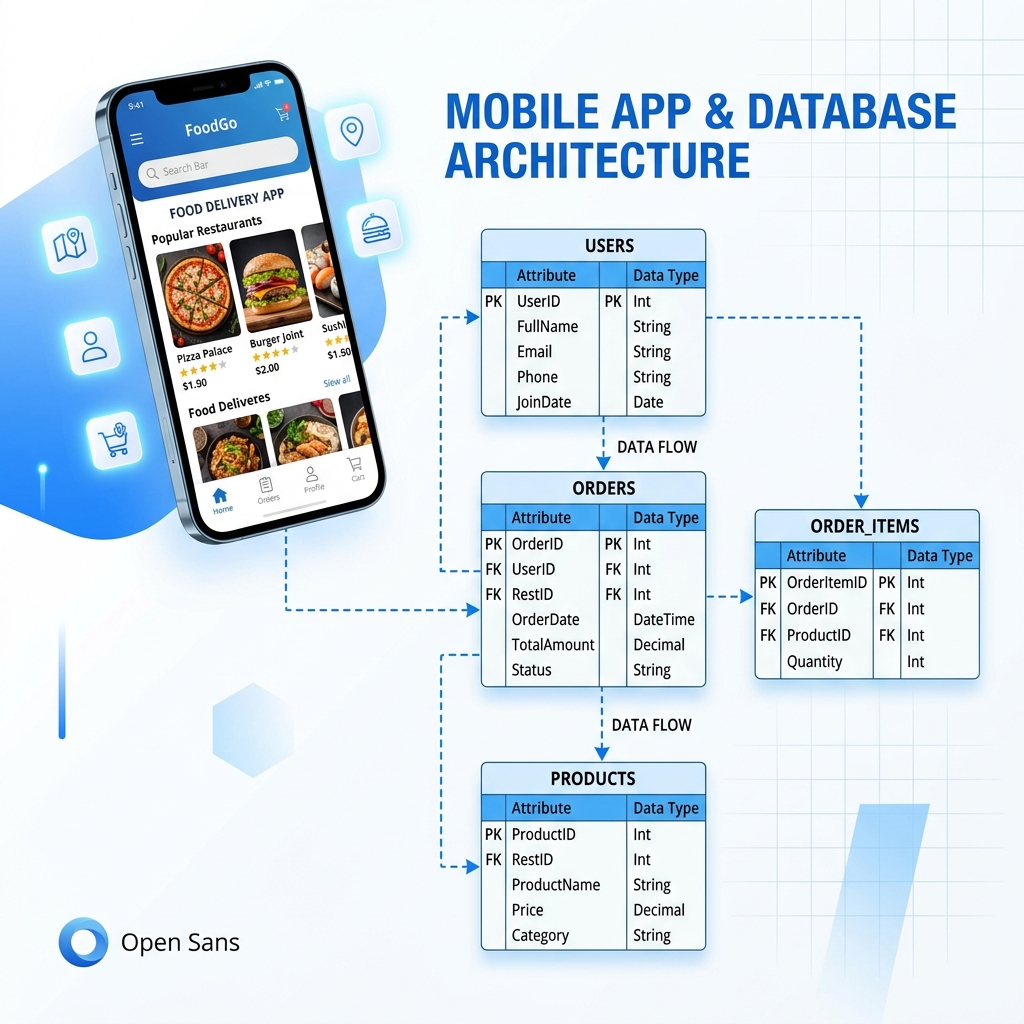 MOBILE APP & DATABASE
ARCHITECTURE
9:41
FoodGo
Search Bar
FOOD DELIVERY APP
Popular Restaurants
Pizza Palace
$1.90
Burger Joint
$2.00
Sushi
$1.50
View all
Food Deliveres
Home
Orders
Profile
Cart
USERS
Attribute Data Type
PK UserID PK Int
FullName String
Email String
Phone String
JoinDate Date
DATA FLOW
ORDERS
Attribute Data Type
PK OrderID PK Int
FK UserID FK Int
FK RestID FK Int
OrderDate DateTime
TotalAmount Decimal
Status String
ORDER_ITEMS
Attribute Data Type
PK OrderItemID PK Int
FK OrderID FK Int
FK ProductID FK Int
Quantity Int
DATA FLOW
PRODUCTS
Attribute Data Type
PK ProductID Int
FK RestID Int
ProductName String
Price Decimal
Category String
Open Sans